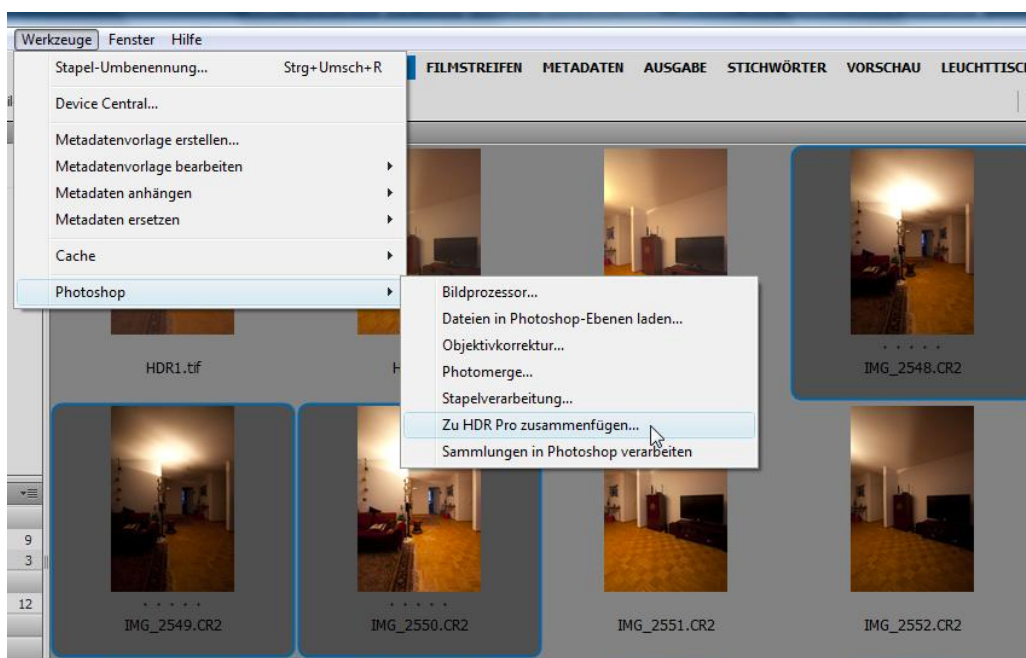 Werkzeuge Fenster Hilfe
Stapel-Umbenennung... Strg+Umsch+R
FILMSTREIFEN METADATEN AUSGABE STICHWÖRTER VORSCHAU
Device Central...
Metadatenvorlage erstellen...
Metadatenvorlage bearbeiten
Metadaten anhängen
Metadaten ersetzen
Cache
Photoshop
Bildprozessor...
Dateien in Photoshop-Ebenen laden...
Objektivkorrektur...
Photomerge...
Stapelverarbeitung...
Zu HDR Pro zusammenfügen...
Sammlungen in Photoshop verarbeiten
HDR1.tif
IMG_2548.CR2
9
3
12
IMG_2549.CR2
IMG_2550.CR2
IMG_2551.CR2
IMG_2552.CR2